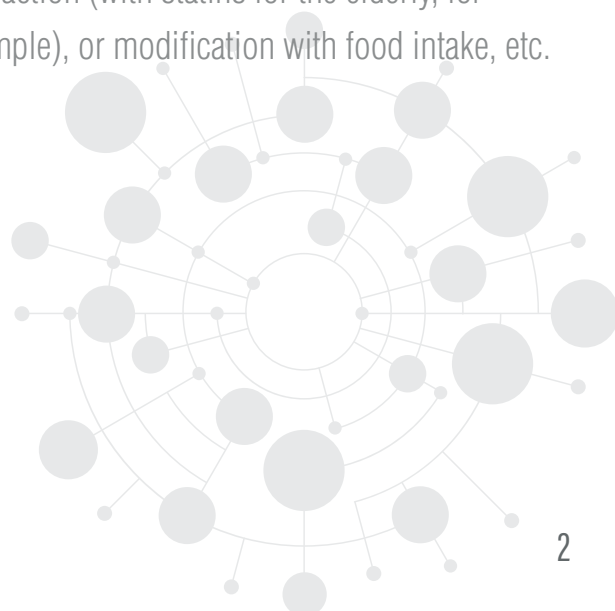 action (with statins for the elderly, for
mple), or modification with food intake, etc.
2